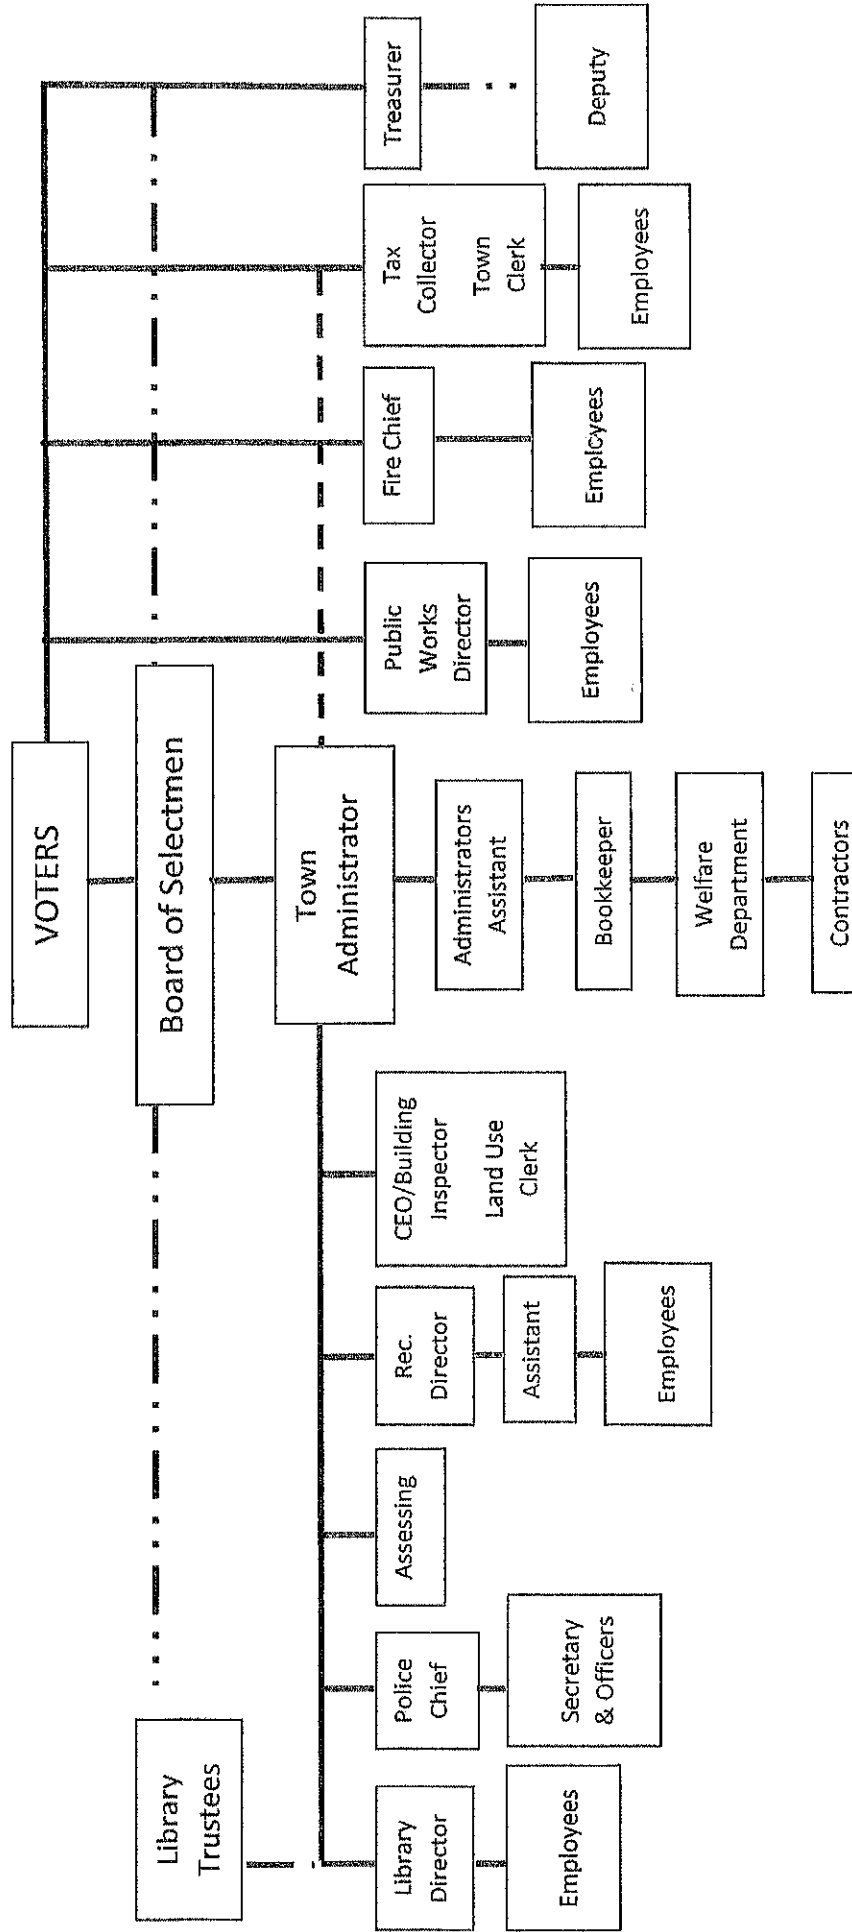 VOTERS
Board of Selectmen
Library
Trustees
Town
Administrator
Library
Director
Employees
Police
Chief
Secretary
& Officers
Assessing
Rec.
Director
Assistant
Employees
CEO/Building
Inspector
Land Use
Clerk
Administrators
Assistant
Bookkeeper
Welfare
Department
Contractors
Public
Works
Director
Employees
Fire Chief
Employees
Tax
Collector
Town
Clerk
Employees
Treasurer
Deputy